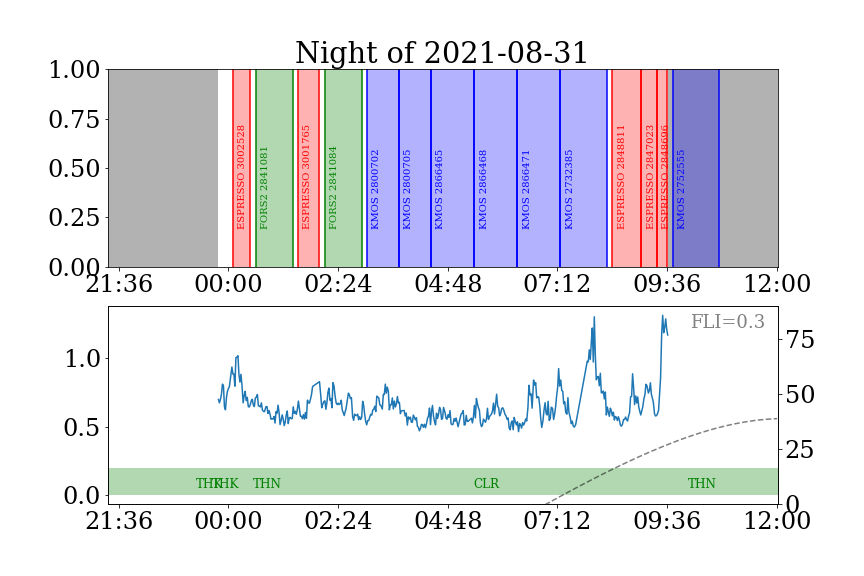 Night of 2021-08-31
1.00
0.75
0.50
0.25
0.00
ESPRESSO 3002528
FORS2 2841081
ESPRESSO 3001765
FORS2 2841084
KMOS 2800702
KMOS 2800705
KMOS 2866465
KMOS 2866468
KMOS 2866471
KMOS 2732385
ESPRESSO 2848811
ESPRESSO 2847023
ESPRESSO 2848696
KMOS 2752555
21:36 00:00 02:24 04:48 07:12 09:36 12:00
FLI=0.3
1.0
0.5
0.0
75
50
25
0
THK THK THN CLR THN
21:36 00:00 02:24 04:48 07:12 09:36 12:00